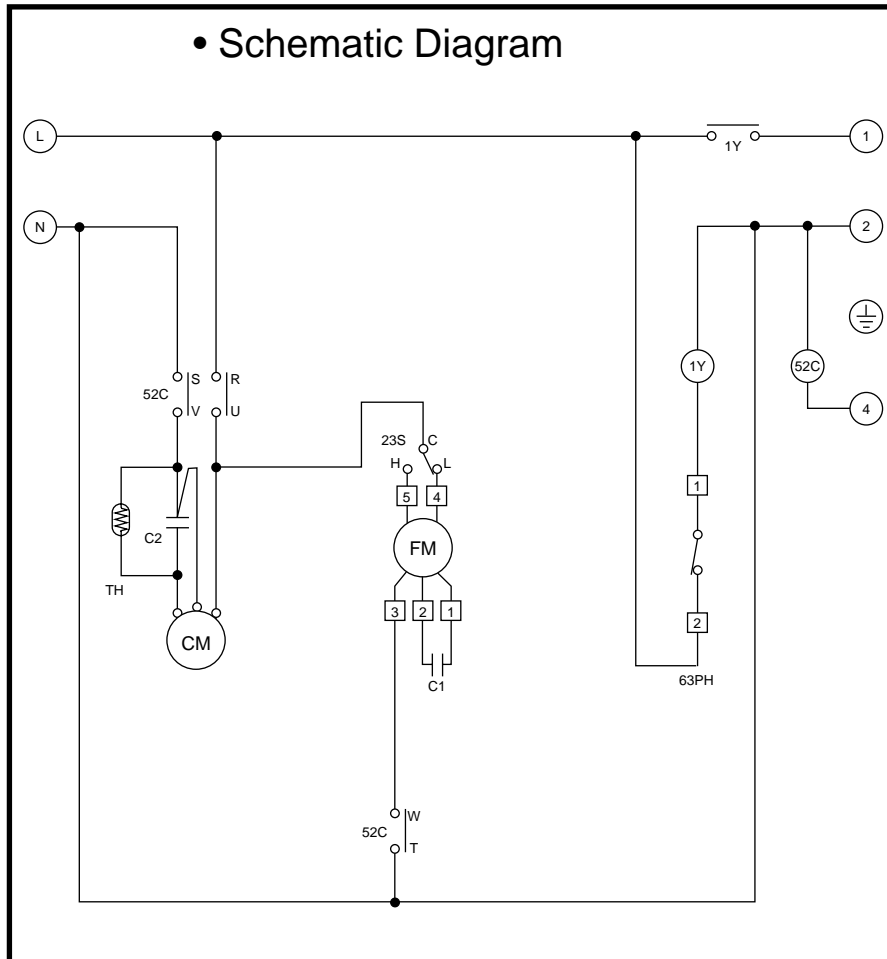 • Schematic Diagram
L
1Y
1
N
2
1Y
52C
S
R
52C
V
U
4
23S
C
H
L
5
4
1
C2
FM
TH
3
2
1
2
CM
C1
63PH
W
52C
T